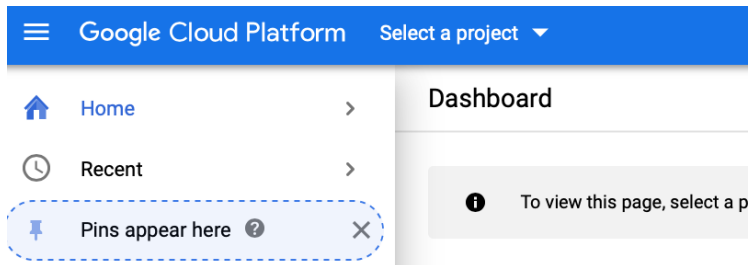 Google Cloud Platform Select a project
Home
Dashboard
Recent
To view this page, select a
Pins appear here